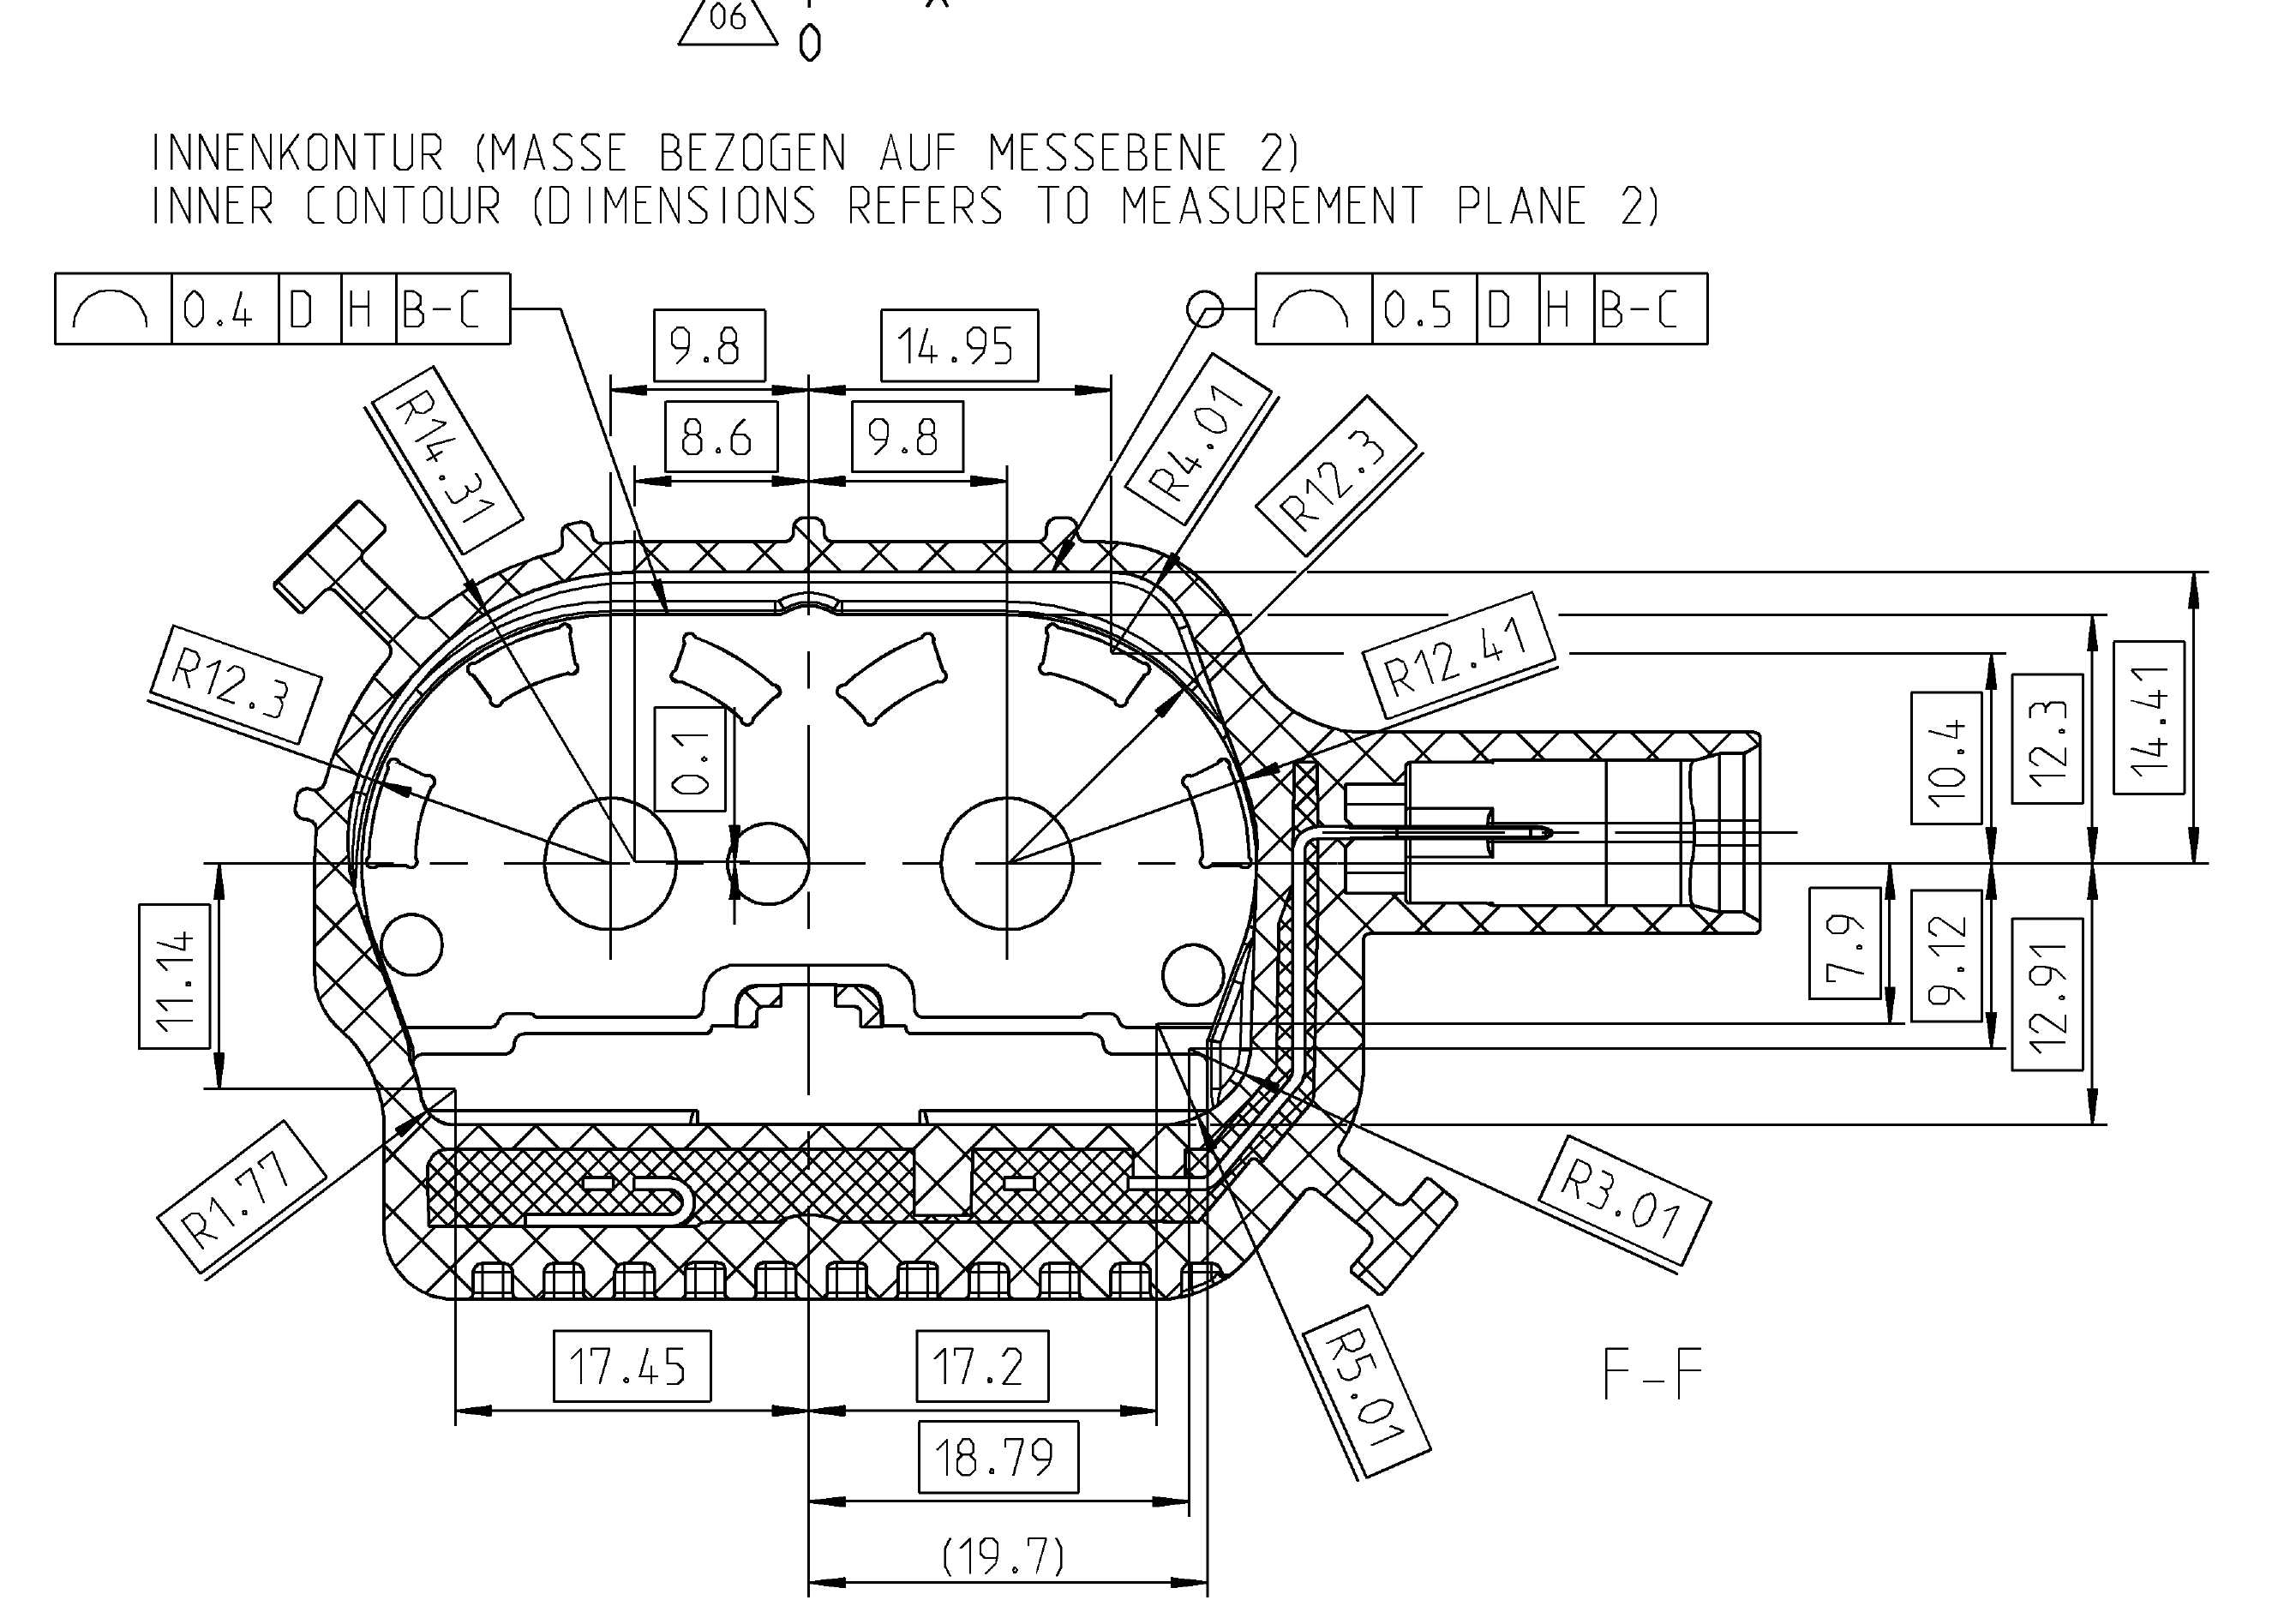 06
0
INNENKONTUR (MASSE BEZOGEN AUF MESSEBENE 2)
INNER CONTOUR (DIMENSIONS REFERS TO MEASUREMENT PLANE 2)
0.4 D H B-C
0.5 D H B-C
9.8
14.95
8.6
9.8
R14.31
R4.01
R12.3
R12.3
R12.41
0.1
10.4
12.3
14.41
11.14
7.9
9.12
12.91
R1.77
R3.01
R5.01
17.45
17.2
F-F
18.79
(19.7)